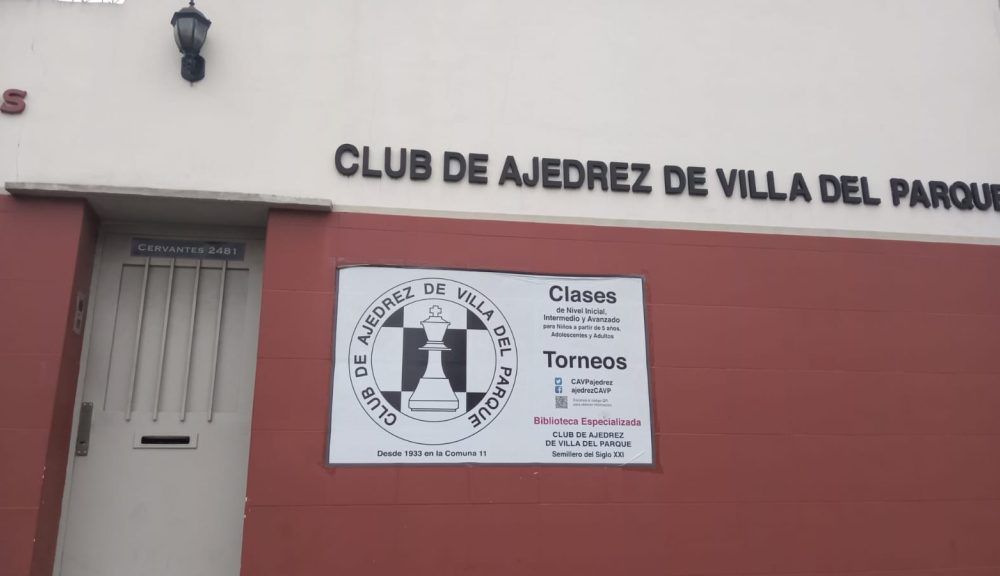 S
CLUB DE AJEDREZ DE VILLA DEL PARQUE
CERVANTES 2481
CLUB DE AJEDREZ DE VILLA DEL PARQUE
Desde 1933 en la Comuna 11
Clases
de Nivel Inicial,
Intermedio y Avanzado
para Niños a partir de 5 años,
Adolescentes y Adultos
Torneos
CAVPajedrez
ajedrezCAVP
Biblioteca Especializada
CLUB DE AJEDREZ
DE VILLA DEL PARQUE
Semillero del Siglo XXI